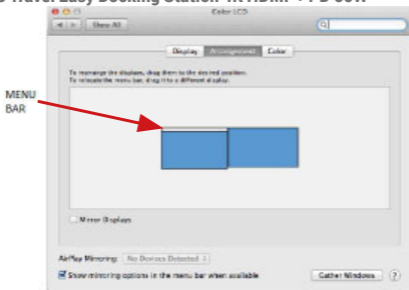 Travel Easy Docking Station 4K HDMI + PD 60W
Color LCD
Show All
Display Arrangement Color
To rearrange the displays, drag them to the desired position.
To relocate the menu bar, drag it to a different display.
MENU
BAR
Mirror Displays
AirPlay Mirroring: No Devices Detected
Show mirroring options in the menu bar when available
Gather Windows ?